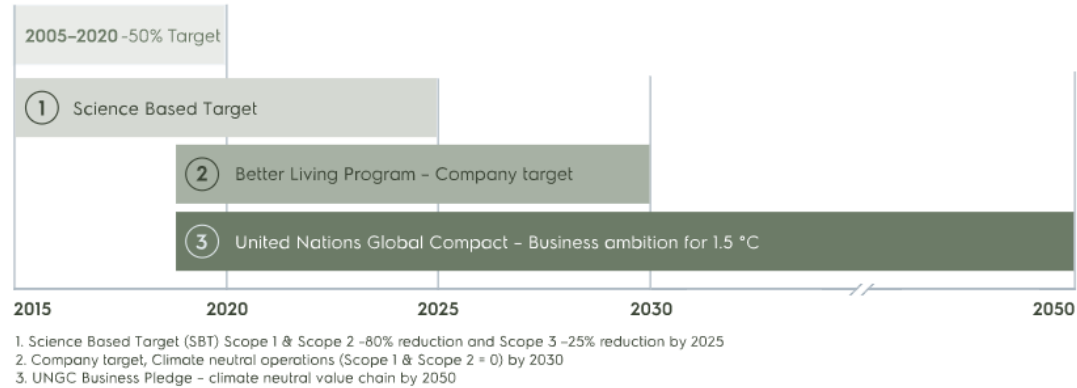 2005–2020 -50% Target
1 Science Based Target
2 Better Living Program – Company target
3 United Nations Global Compact – Business ambition for 1.5 °C
2015 2020 2025 2030 2050
1. Science Based Target (SBT) Scope 1 & Scope 2 -80% reduction and Scope 3 -25% reduction by 2025
2. Company target, Climate neutral operations (Scope 1 & Scope 2 = 0) by 2030
3. UNGC Business Pledge – climate neutral value chain by 2050